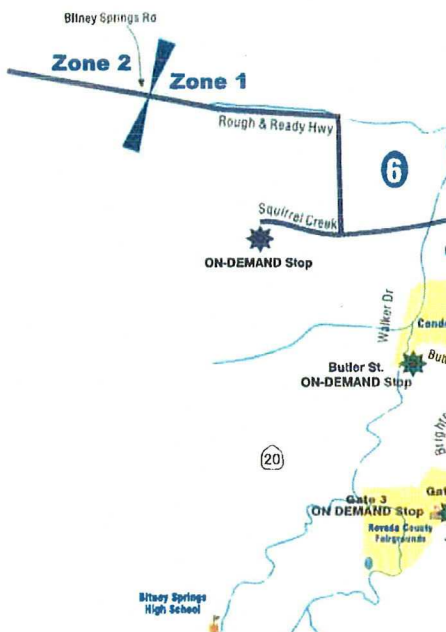 Bitney Springs Rd
Zone 2
Zone 1
Rough & Ready Hwy
6
Squirrel Creek
ON-DEMAND Stop
Walker Dr
Butler St.
ON-DEMAND Stop
20
Gate 3
ON DEMAND Stop
Nevada County
Fairgrounds
Bitney Springs
High School